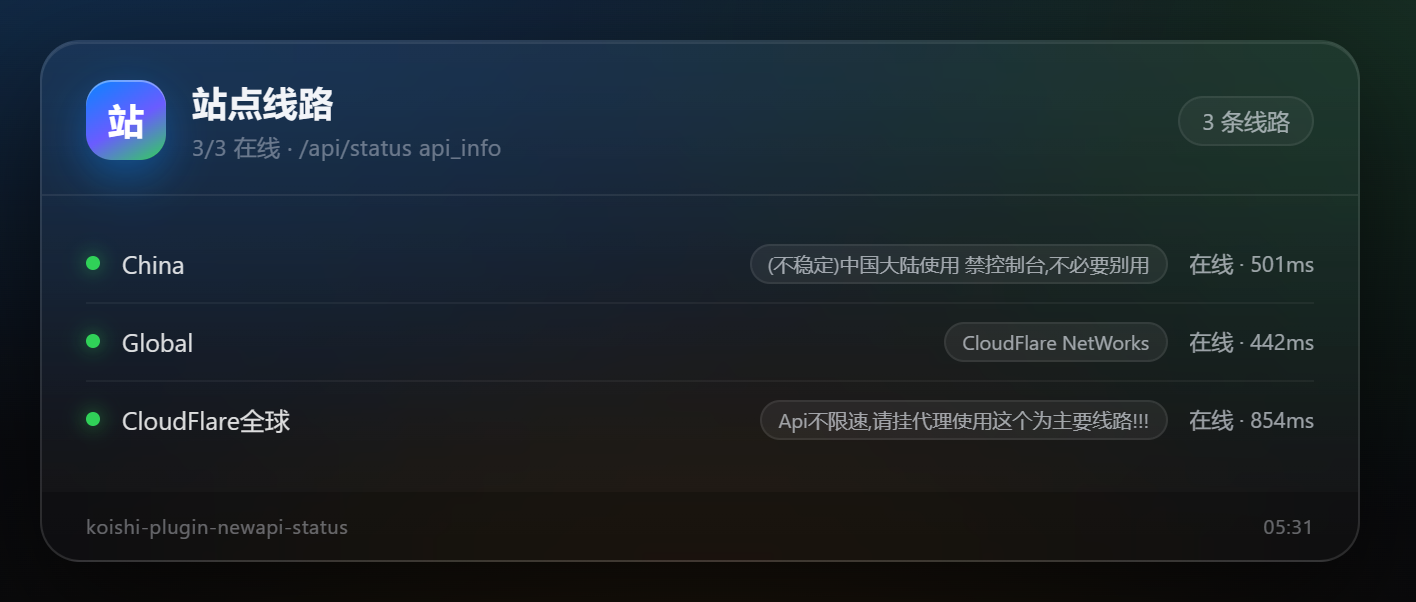 站
站点线路
3/3 在线 · /api/status api_info
3 条线路
China
(不稳定)中国大陆使用 禁控制台,不必要别用
在线 · 501ms
Global
CloudFlare NetWorks
在线 · 442ms
CloudFlare全球
Api不限速,请挂代理使用这个为主要线路!!!
在线 · 854ms
koishi-plugin-newapi-status
05:31